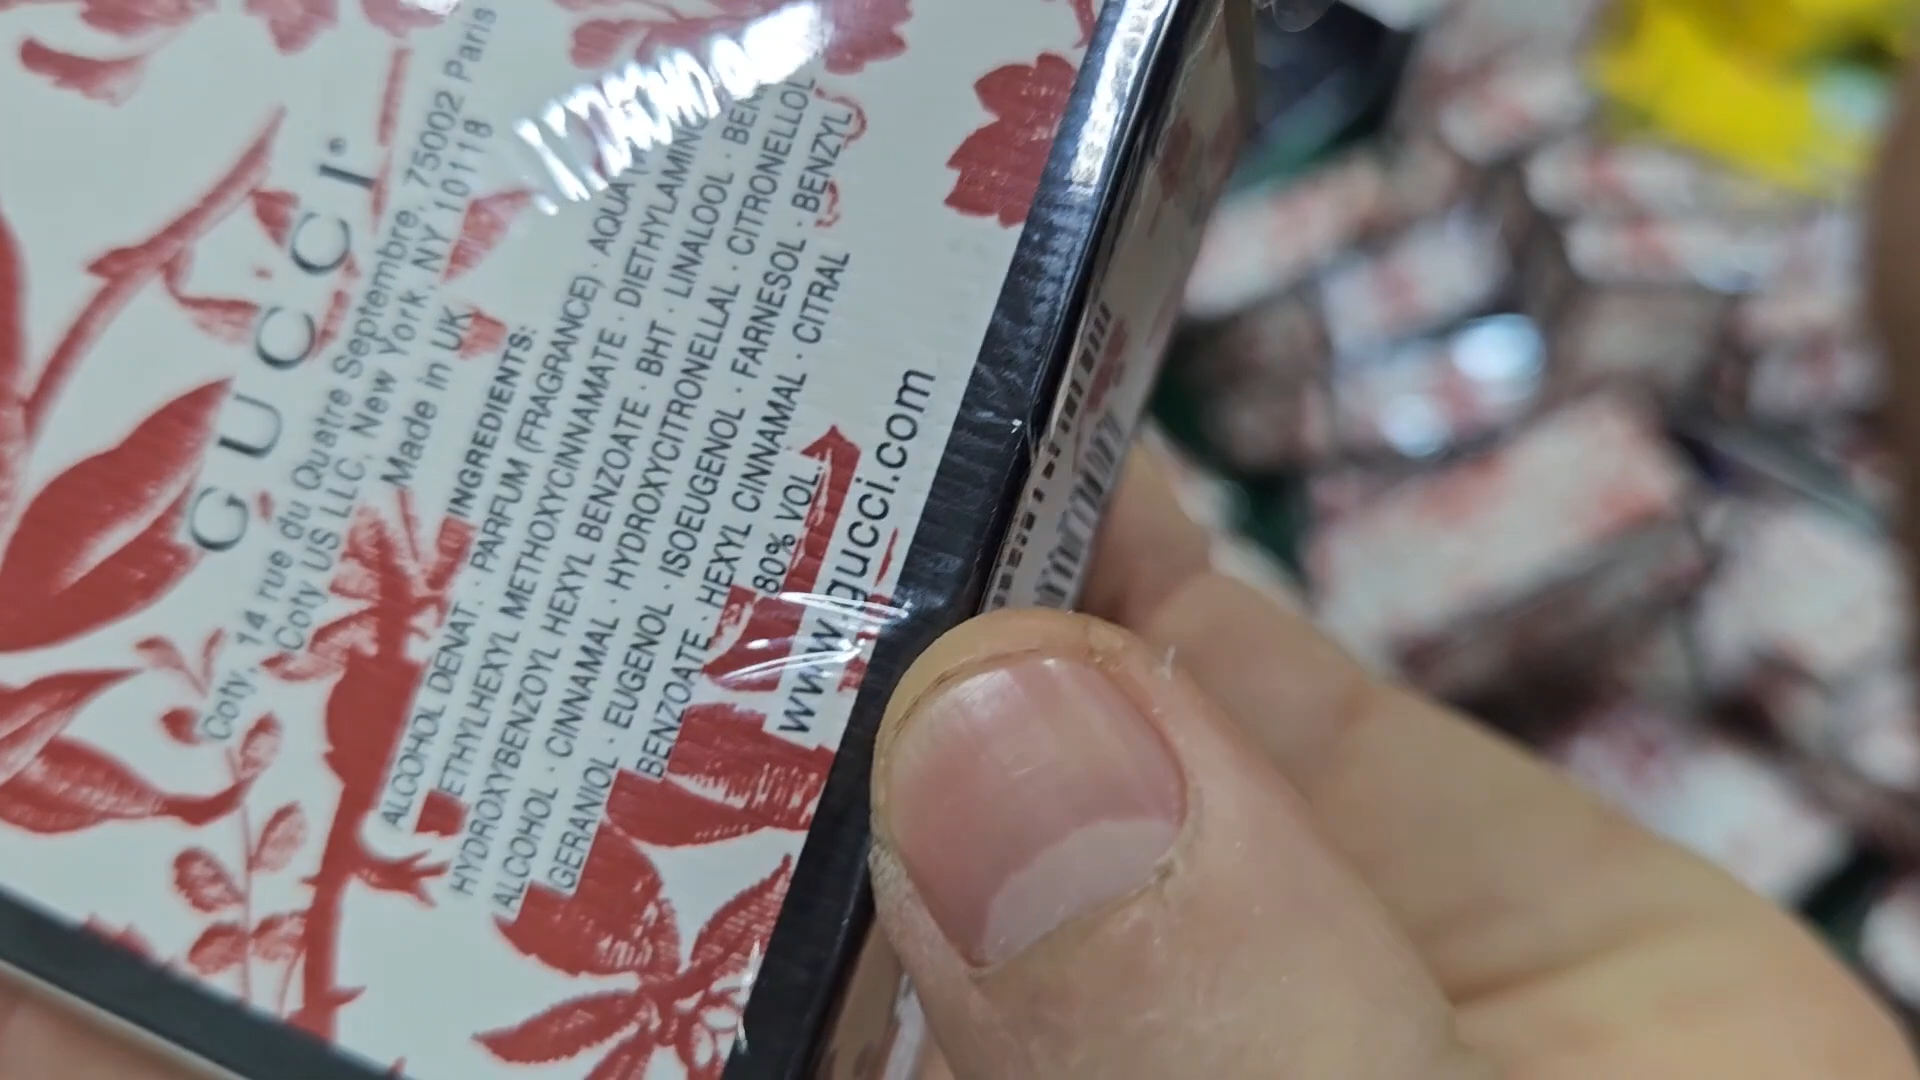 GUCCI®
Coty, 14 rue du Quatre Septembre, 75002 Paris
Coty US LLC, New York, NY 10118
Made in UK
INGREDIENTS:
ALCOHOL DENAT. · PARFUM (FRAGRANCE) · AQUA
ETHYLHEXYL METHOXYCINNAMATE · DIETHYLAMINO
HYDROXYBENZOYL HEXYL BENZOATE · BHT · LINALOOL ·
ALCOHOL · CINNAMAL · HYDROXYCITRONELLAL · CITRONELLOL
GERANIOL · EUGENOL · ISOEUGENOL · FARNESOL · BENZYL
BENZOATE · HEXYL CINNAMAL · CITRAL
80% VOL.
www.gucci.com